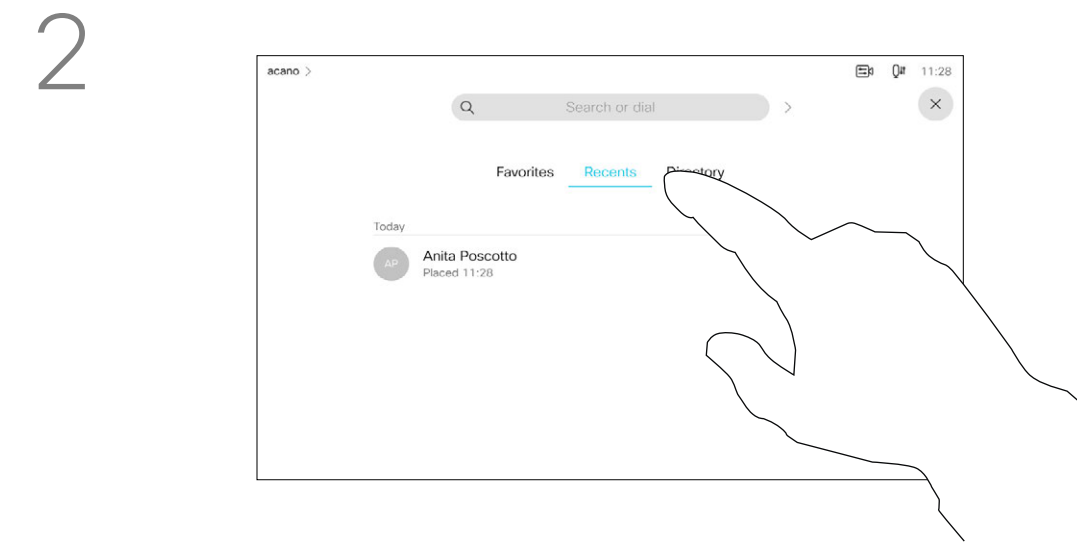 2
acano >
11:28
Search or dial
Favorites Recents Directory
Today
AP
Anita Poscotto
Placed 11:28